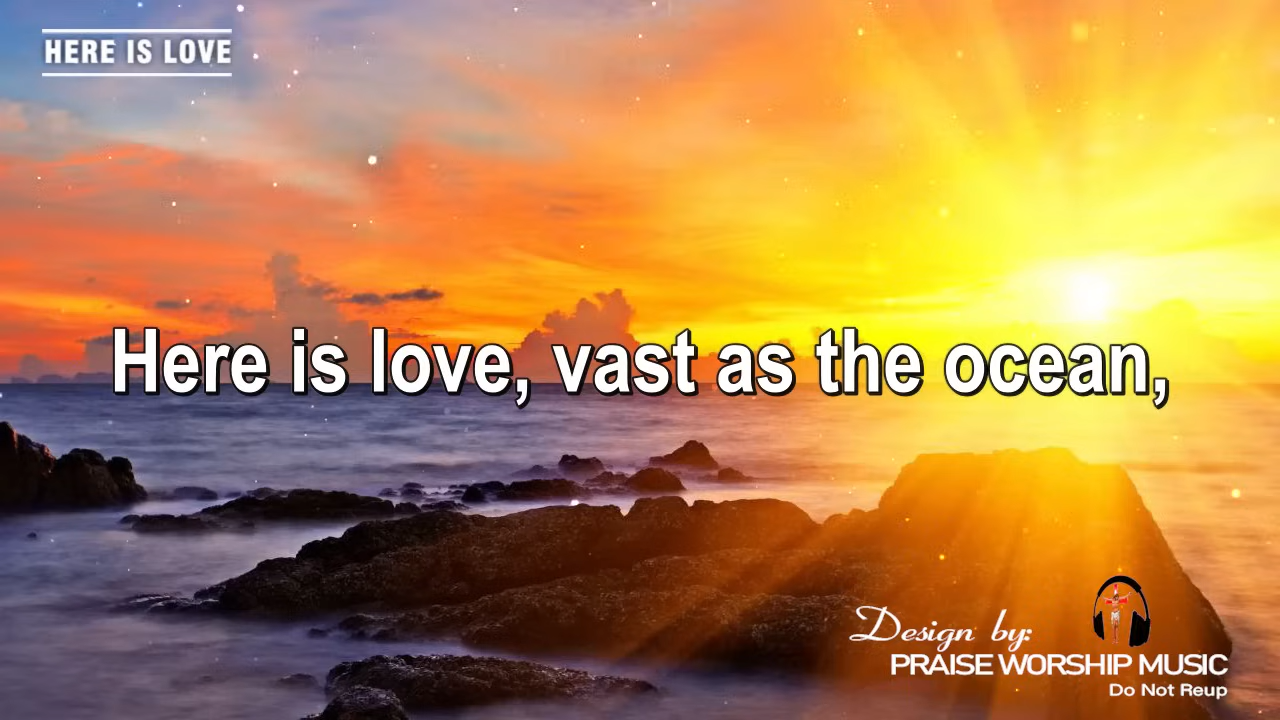 HERE IS LOVE
Here is love, vast as the ocean,
Design by:
PRAISE WORSHIP MUSIC
Do Not Reup